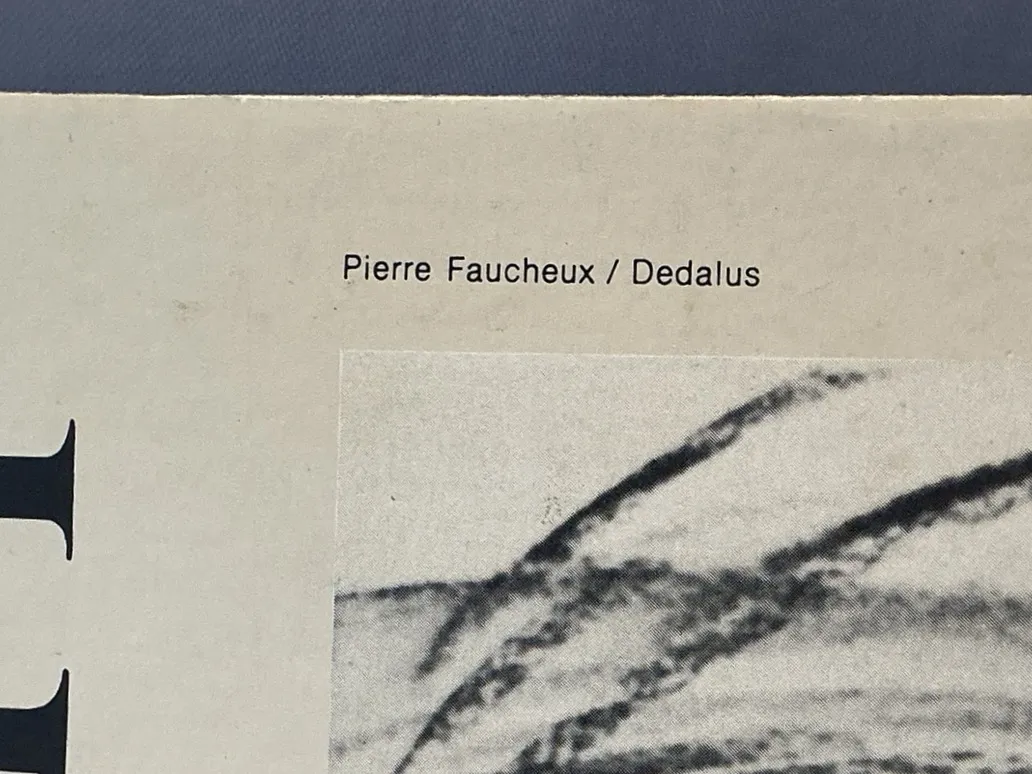 Pierre Faucheux / Dedalus